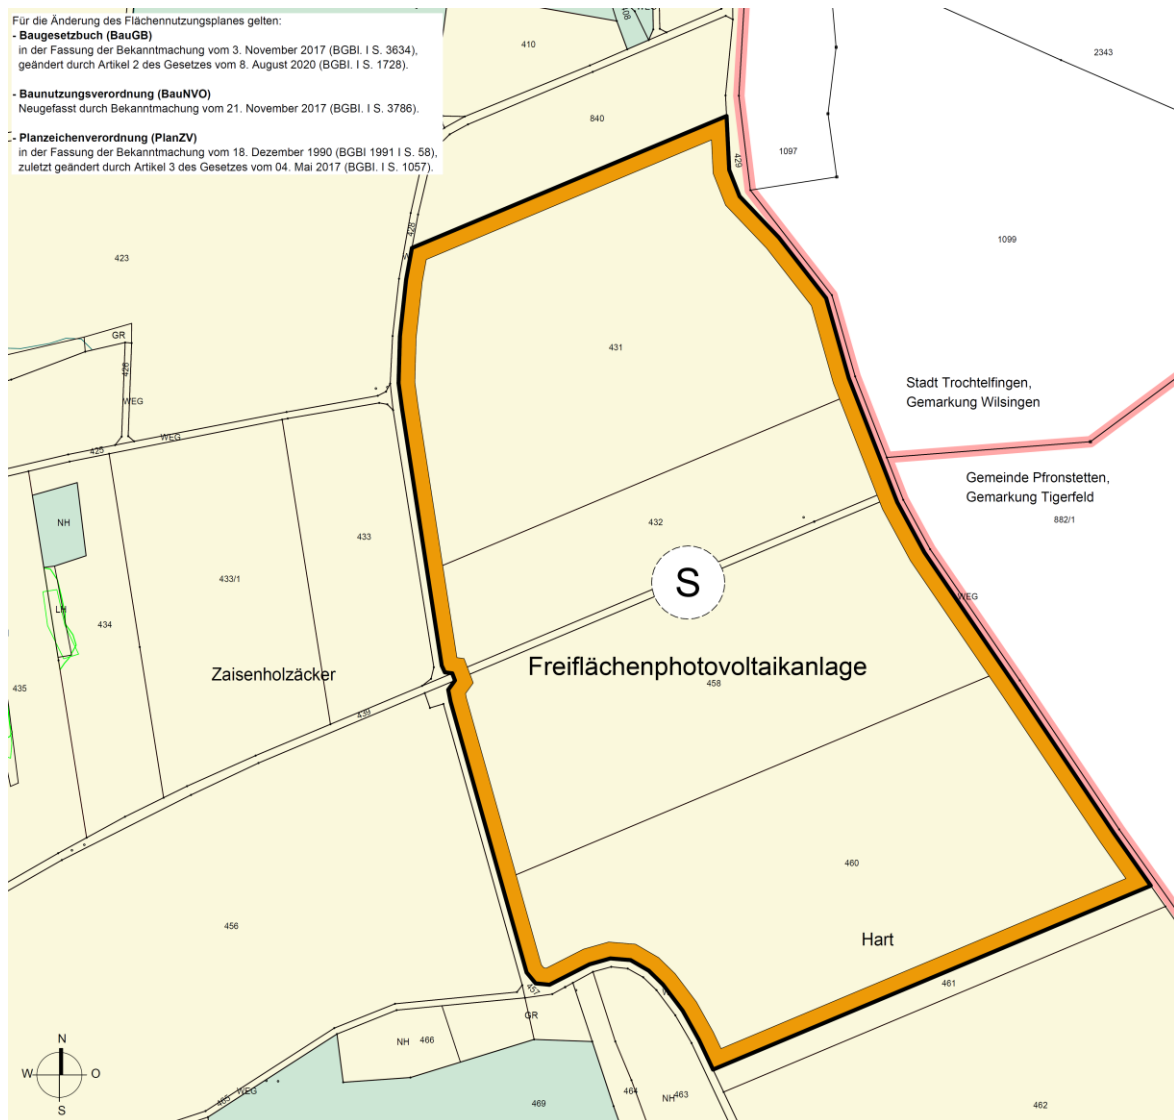 Für die Änderung des Flächennutzungsplanes gelten:
- Baugesetzbuch (BauGB)
in der Fassung der Bekanntmachung vom 3. November 2017 (BGBl. I S. 3634),
geändert durch Artikel 2 des Gesetzes vom 8. August 2020 (BGBl. I S. 1728).
- Baunutzungsverordnung (BauNVO)
Neugefasst durch Bekanntmachung vom 21. November 2017 (BGBl. I S. 3786).
- Planzeichenverordnung (PlanZV)
in der Fassung der Bekanntmachung vom 18. Dezember 1990 (BGBl 1991 I S. 58),
zuletzt geändert durch Artikel 3 des Gesetzes vom 04. Mai 2017 (BGBl. I S. 1057).
408
410
2343
840
1097
429
428
423
1099
GR
426
431
Stadt Trochtelfingen,
Gemarkung Wilsingen
WEG
WEG
425
Gemeinde Pfronstetten,
Gemarkung Tigerfeld
882/1
NH
432
433
433/1
S
LH
434
WEG
Zaisenholzäcker
Freiflächenphotovoltaikanlage
458
435
439
460
456
Hart
461
457
GR
NH
466
N
W
O
S
WEG
465
469
464
NH
463
462